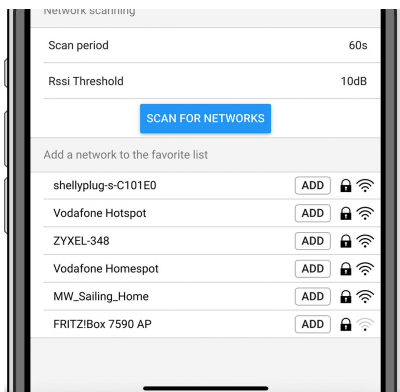 Network scanning
Scan period 60s
Rssi Threshold 10dB
SCAN FOR NETWORKS
Add a network to the favorite list
shellyplug-s-C101E0 ADD
Vodafone Hotspot ADD
ZYXEL-348 ADD
Vodafone Homespot ADD
MW_Sailing_Home ADD
FRITZ!Box 7590 AP ADD